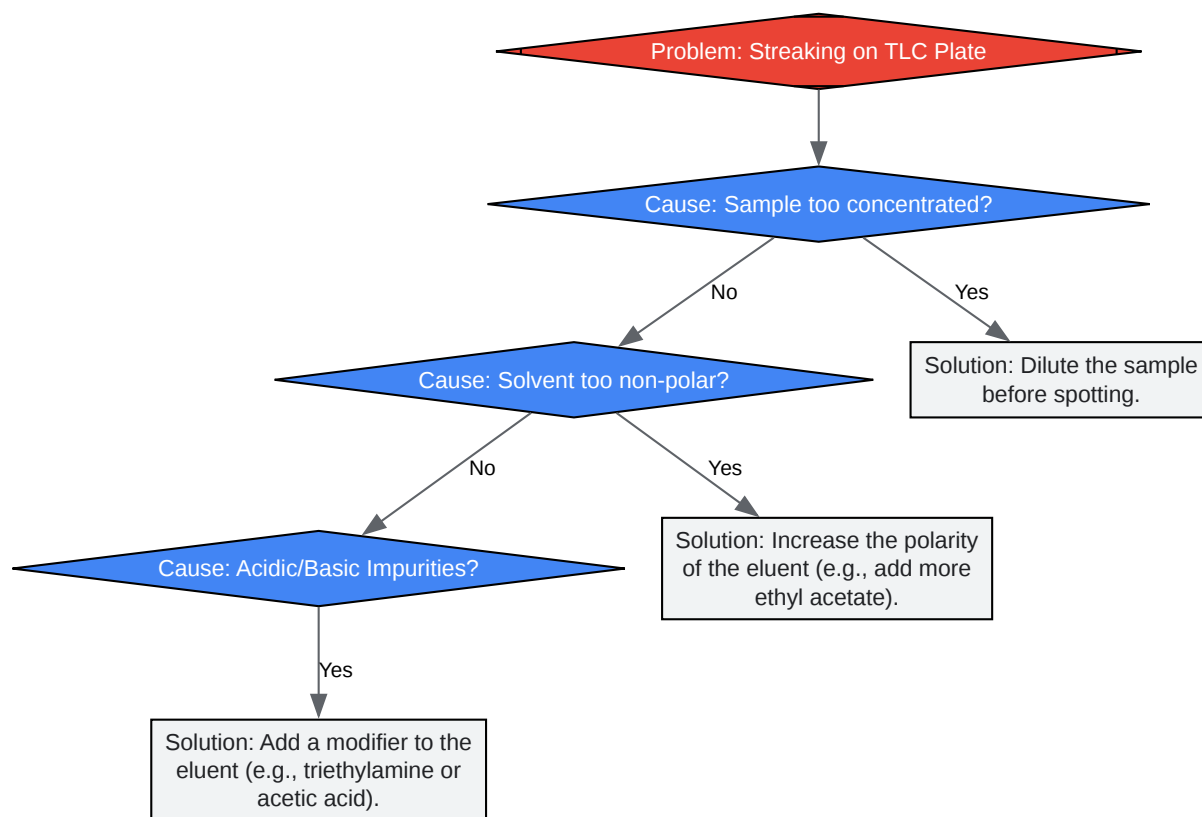 Problem: Streaking on TLC Plate
Cause: Sample too concentrated?
No
Yes
Cause: Solvent too non-polar?
Solution: Dilute the sample
before spotting.
No
Yes
Cause: Acidic/Basic Impurities?
Solution: Increase the polarity
of the eluent (e.g., add more
ethyl acetate).
Yes
Solution: Add a modifier to the
eluent (e.g., triethylamine or
acetic acid).